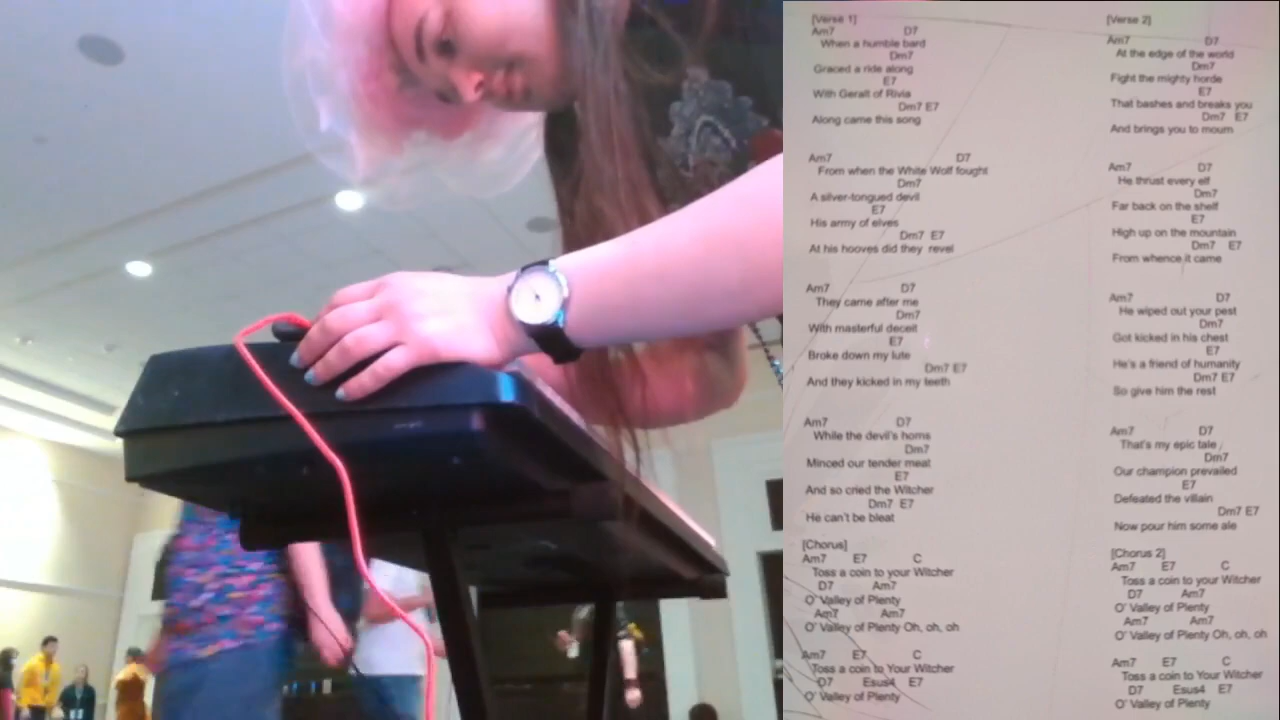 [Verse 1]
Am7 D7
When a humble bard
Dm7
Graced a ride along
E7
With Geralt of Rivia
Dm7 E7
Along came this song
Am7 D7
From when the White Wolf fought
Dm7
A silver-tongued devil
E7
His army of elves
Dm7 E7
At his hooves did they revel
Am7 D7
They came after me
Dm7
With masterful deceit
E7
Broke down my lute
Dm7 E7
And they kicked in my teeth
Am7 D7
While the devil's horns
Dm7
Minced our tender meat
E7
And so cried the Witcher
Dm7 E7
He can't be bleat
[Chorus]
Am7 E7 C
Toss a coin to your Witcher
D7 Am7
O' Valley of Plenty
Am7 Am7
O' Valley of Plenty Oh, oh, oh
Am7 E7 C
Toss a coin to Your Witcher
D7 Esus4 E7
O' Valley of Plenty
[Verse 2]
Am7 D7
At the edge of the world
Dm7
Fight the mighty horde
E7
That bashes and breaks you
Dm7 E7
And brings you to mourn
Am7 D7
He thrust every elf
Dm7
Far back on the shelf
E7
High up on the mountain
Dm7 E7
From whence it came
Am7 D7
He wiped out your pest
Dm7
Got kicked in his chest
E7
He's a friend of humanity
Dm7 E7
So give him the rest
Am7 D7
That's my epic tale
Dm7
Our champion prevailed
E7
Defeated the villain
Dm7 E7
Now pour him some ale
[Chorus 2]
Am7 E7 C
Toss a coin to your Witcher
D7 Am7
O' Valley of Plenty
Am7 Am7
O' Valley of Plenty Oh, oh, oh
Am7 E7 C
Toss a coin to Your Witcher
D7 Esus4 E7
O' Valley of Plenty